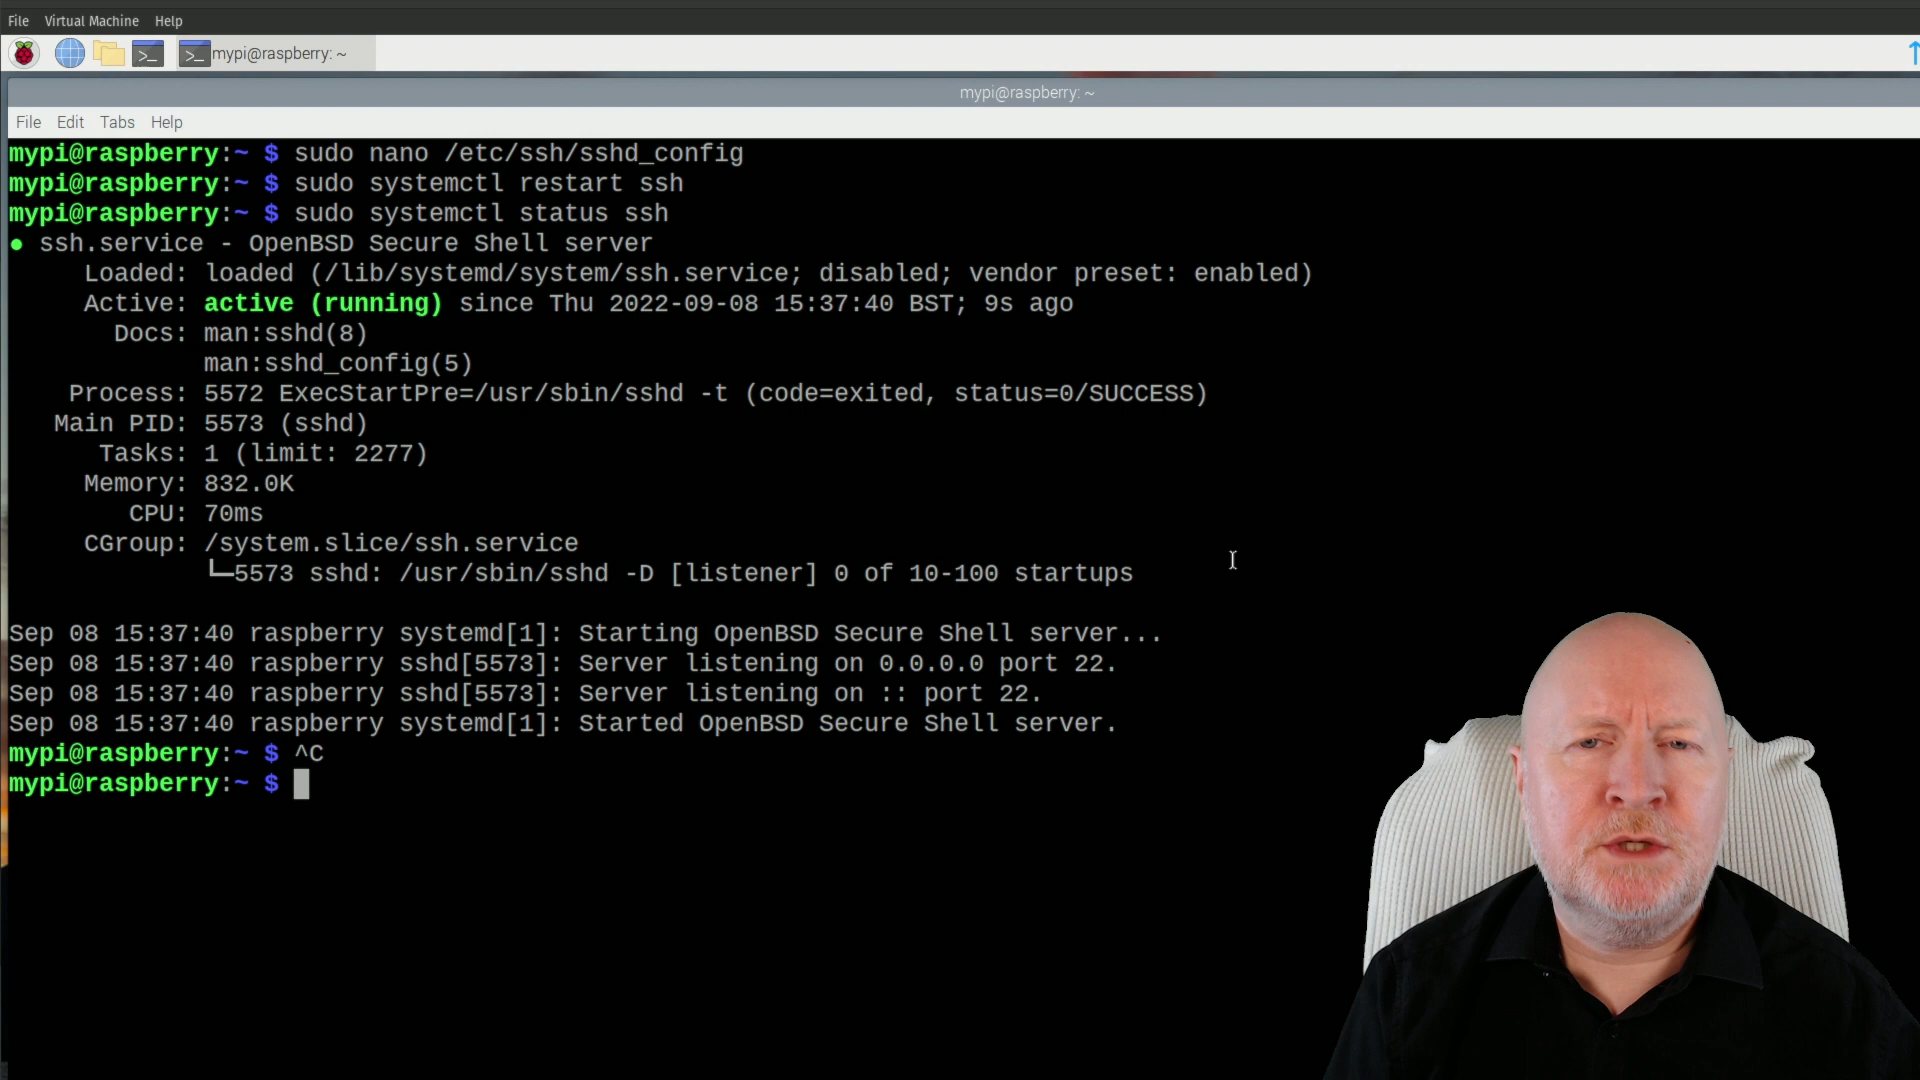 File Virtual Machine Help
mypi@raspberry: ~
mypi@raspberry: ~
File Edit Tabs Help
mypi@raspberry:~ $ sudo nano /etc/ssh/sshd_config
mypi@raspberry:~ $ sudo systemctl restart ssh
mypi@raspberry:~ $ sudo systemctl status ssh
● ssh.service - OpenBSD Secure Shell server
Loaded: loaded (/lib/systemd/system/ssh.service; disabled; vendor preset: enabled)
Active: active (running) since Thu 2022-09-08 15:37:40 BST; 9s ago
Docs: man:sshd(8)
man:sshd_config(5)
Process: 5572 ExecStartPre=/usr/sbin/sshd -t (code=exited, status=0/SUCCESS)
Main PID: 5573 (sshd)
Tasks: 1 (limit: 2277)
Memory: 832.0K
CPU: 70ms
CGroup: /system.slice/ssh.service
└─5573 sshd: /usr/sbin/sshd -D [listener] 0 of 10-100 startups
Sep 08 15:37:40 raspberry systemd[1]: Starting OpenBSD Secure Shell server...
Sep 08 15:37:40 raspberry sshd[5573]: Server listening on 0.0.0.0 port 22.
Sep 08 15:37:40 raspberry sshd[5573]: Server listening on :: port 22.
Sep 08 15:37:40 raspberry systemd[1]: Started OpenBSD Secure Shell server.
mypi@raspberry:~ $ ^C
mypi@raspberry:~ $